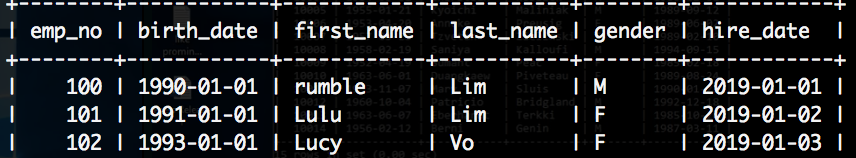 +--------+------------+------------+-----------+--------+------------+
| emp_no | birth_date | first_name | last_name | gender | hire_date  |
+--------+------------+------------+-----------+--------+------------+
|    100 | 1990-01-01 | rumble     | Lim       | M      | 2019-01-01 |
|    101 | 1991-01-01 | Lulu       | Lim       | F      | 2019-01-02 |
|    102 | 1993-01-01 | Lucy       | Vo        | F      | 2019-01-03 |